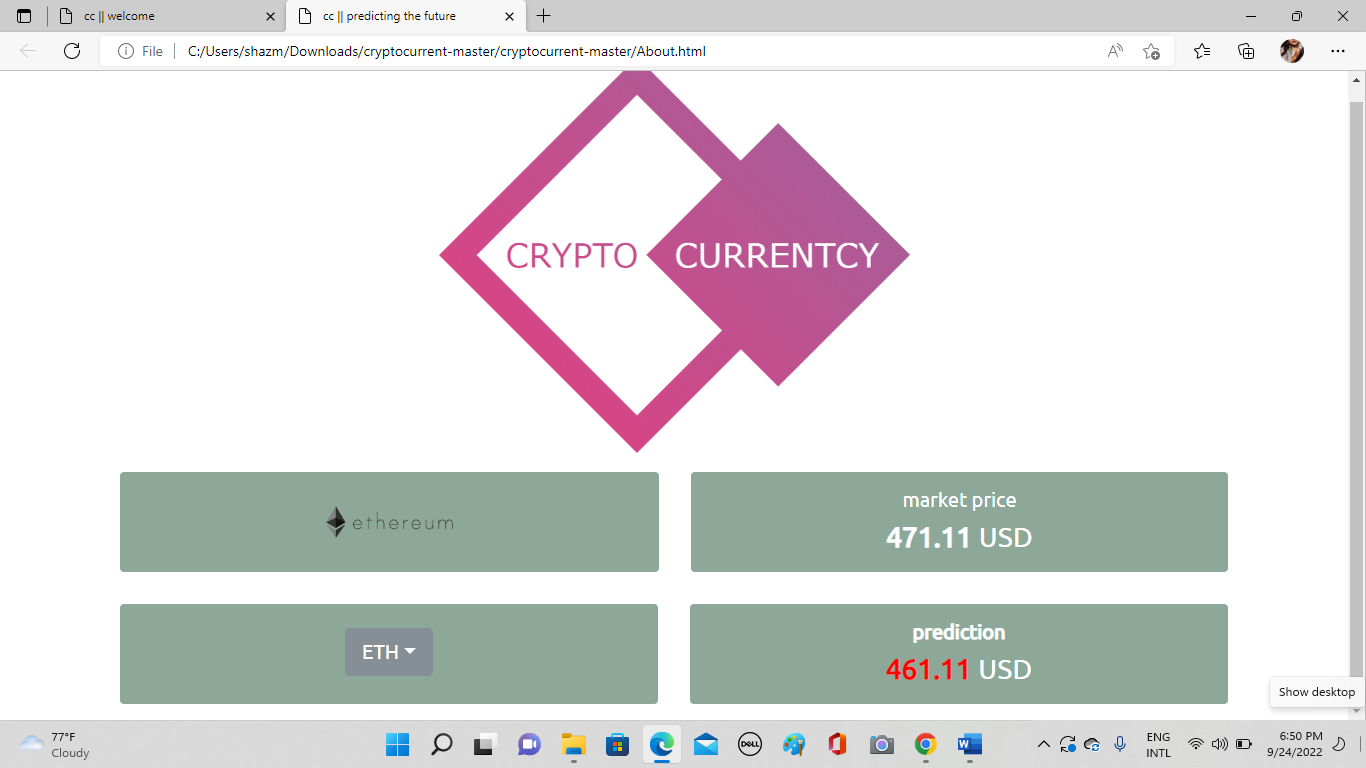 cc || welcome
cc || predicting the future
File
C:/Users/shazm/Downloads/cryptocurrent-master/cryptocurrent-master/About.html
CRYPTO CURRENTCY
ethereum
market price
471.11 USD
ETH
prediction
461.11 USD
Show desktop
77°F
Cloudy
DELL
W
ENG
INTL
6:50 PM
9/24/2022